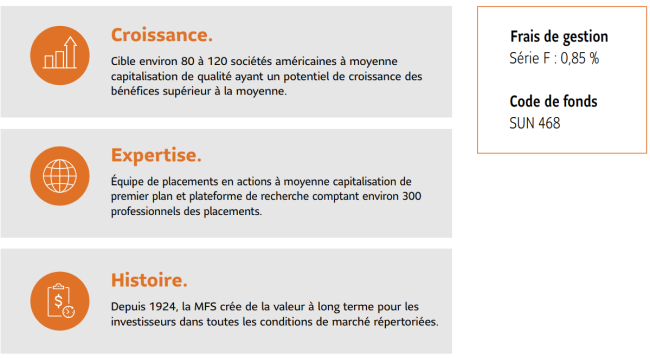 Croissance.
Cible environ 80 à 120 sociétés américaines à moyenne
capitalisation de qualité ayant un potentiel de croissance des
bénéfices supérieur à la moyenne.
Expertise.
Équipe de placements en actions à moyenne capitalisation de
premier plan et plateforme de recherche comptant environ 300
professionnels des placements.
Histoire.
Depuis 1924, la MFS crée de la valeur à long terme pour les
investisseurs dans toutes les conditions de marché répertoriées.
Frais de gestion
Série F : 0,85 %
Code de fonds
SUN 468